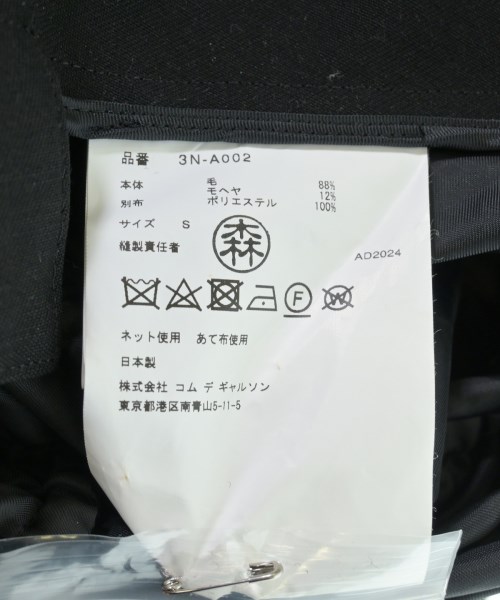 品番 3N-A002
本体 毛 88%
モヘヤ 12%
別布 ポリエステル 100%
サイズ S
縫製責任者 森
AD2024
F W
ネット使用 あて布使用
日本製
株式会社 コム デ ギャルソン
東京都港区南青山5-11-5